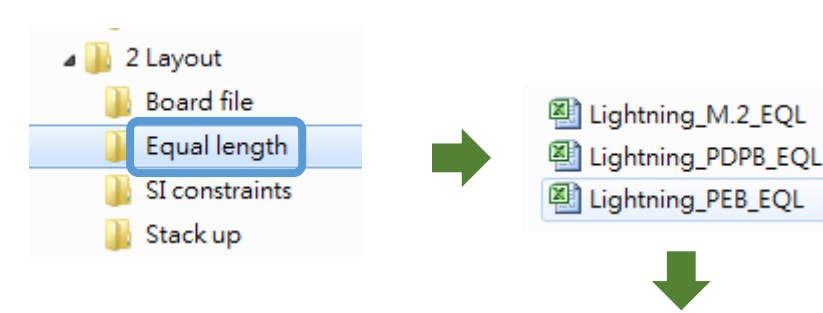 2 Layout
Board file
Equal length
SI constraints
Stack up
Lightning_M.2_EQL
Lightning_PDPB_EQL
Lightning_PEB_EQL